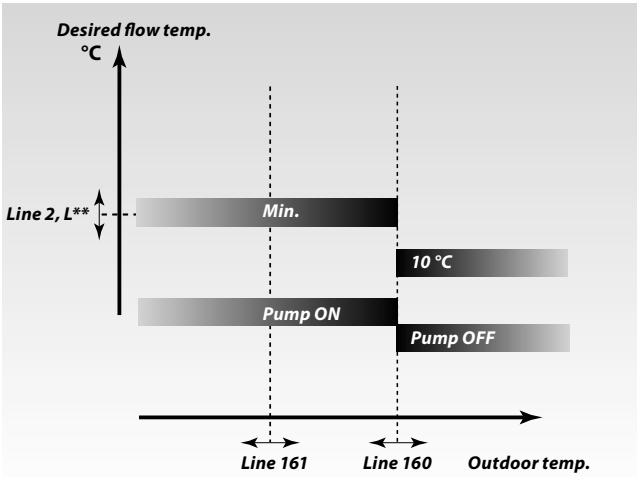 Desired flow temp.
°C
Line 2, L**
Min.
10 °C
Pump ON
Pump OFF
Line 161
Line 160
Outdoor temp.